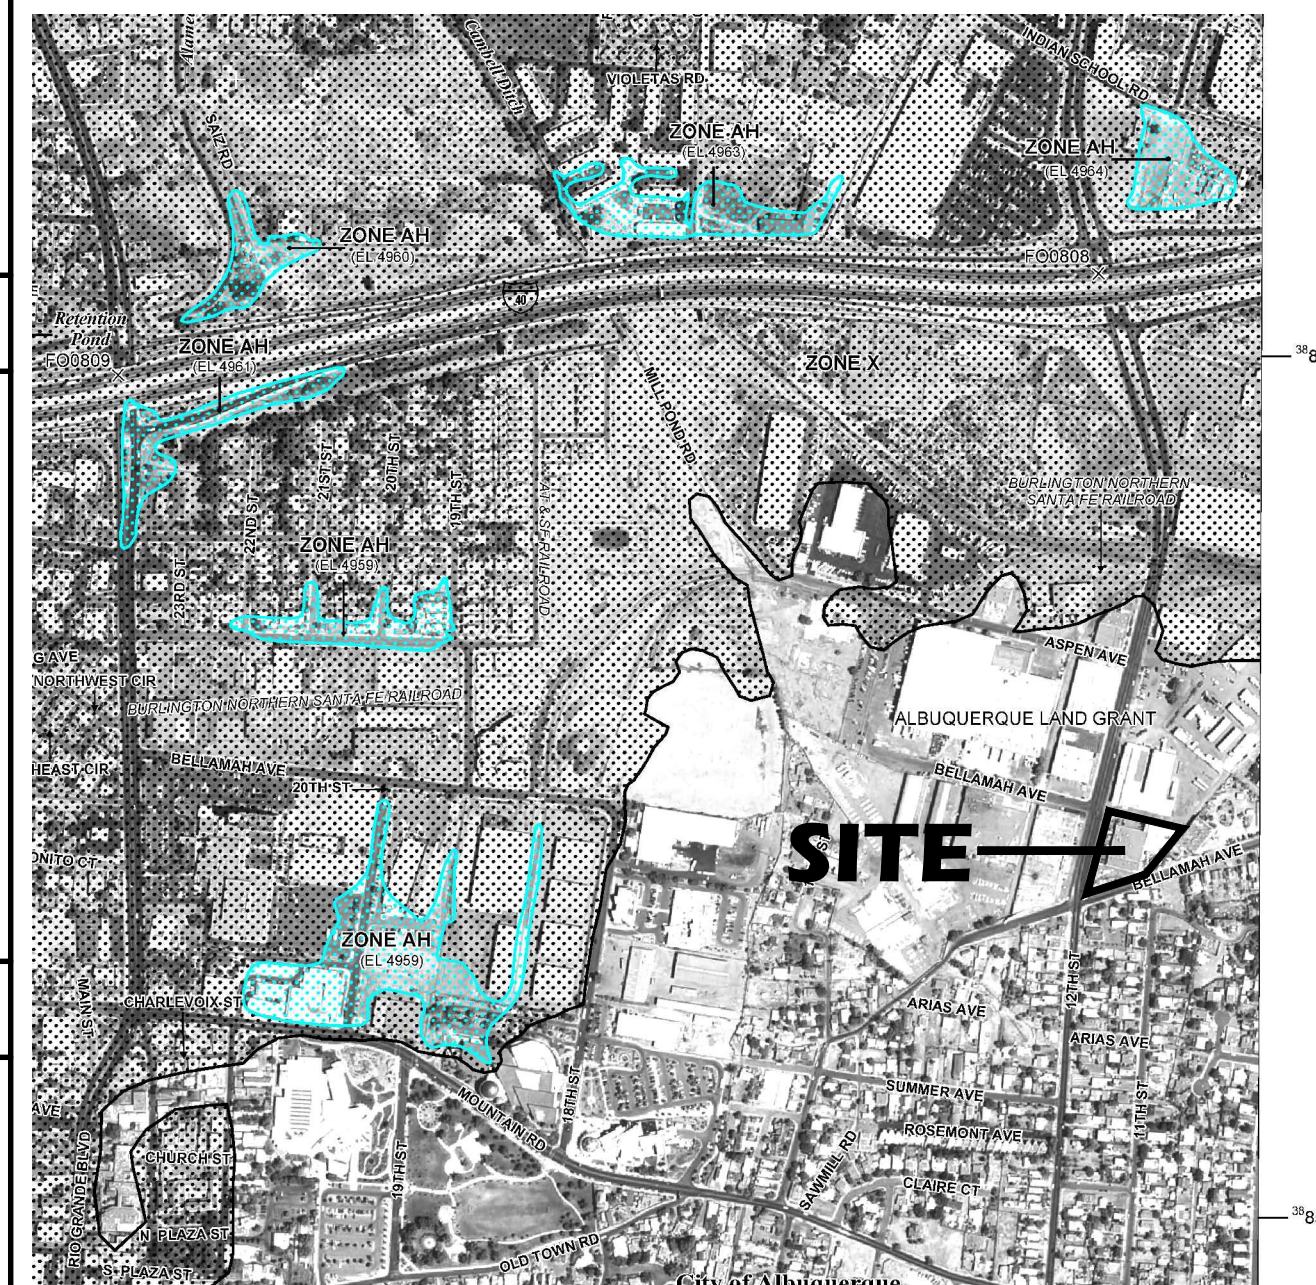 INDIAN SCHOOL RD
Cambell Ditch
VIOLETAS RD
SAIZ RD
ZONE AH
(EL 4963)
ZONE AH
(EL 4964)
ZONE AH
(EL 4960)
FO0808
40
Retention
Pond
FO0809
ZONE AH
(EL 4961)
ZONE X
38
MILL POND RD
21ST ST
20TH ST
19TH ST
22ND ST
BURLINGTON NORTHERN
SANTA FE RAILROAD
AT & SF RAILROAD
ZONE AH
(EL 4959)
23RD ST
ASPEN AVE
G AVE
NORTHWEST CIR
BURLINGTON NORTHERN SANTA FE RAILROAD
ALBUQUERQUE LAND GRANT
HEAST CIR
BELLAMAH AVE
BELLAMAH AVE
20TH ST
SITE
ONITO CT
BELLAMAH AVE
ZONE AH
(EL 4959)
MAIN ST
CHARLEVOIX ST
12TH ST
ARIAS AVE
ARIAS AVE
SUMMER AVE
AVE
MOUNTAIN RD
18TH ST
11TH ST
ROSEMONT AVE
RIO GRANDE BLVD
CHURCH ST
19TH ST
SAWMILL RD
CLAIRE CT
38
N PLAZA ST
OLD TOWN RD
S PLAZA ST
City of Albuquerque